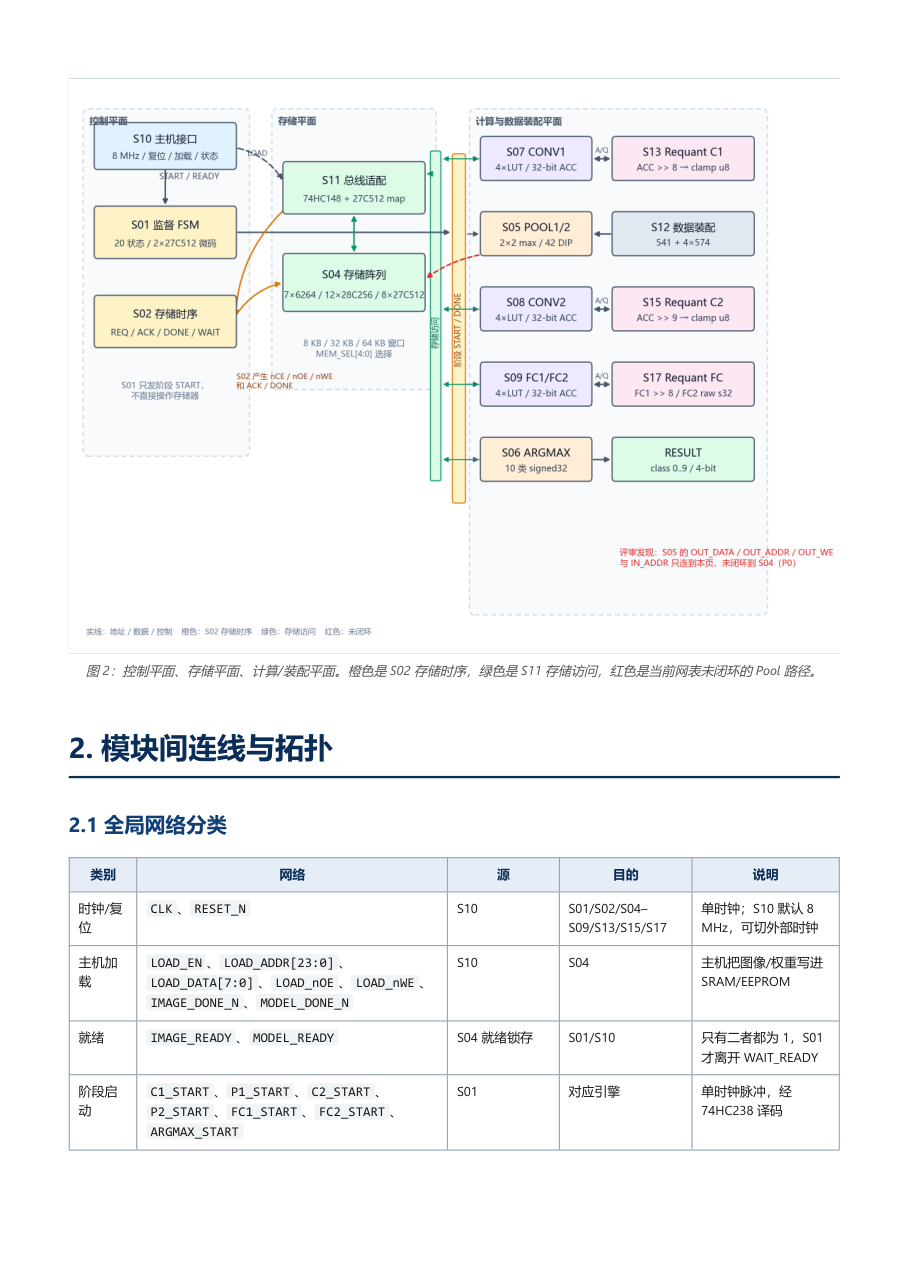 控制平面
S10 主机接口
8 MHz / 复位 / 加载 / 状态
LOAD
START / READY
S01 监督 FSM
20 状态 / 2×27C512 微码
S02 存储时序
REQ / ACK / DONE / WAIT
S01 只发阶段 START，
不直接操作存储器
S02 产生 nCE / nOE / nWE
和 ACK / DONE
存储平面
S11 总线适配
74HC148 + 27C512 map
S04 存储阵列
7×6264 / 12×28C256 / 8×27C512
8 KB / 32 KB / 64 KB 窗口
MEM_SEL[4:0] 选择
存储访问
阶段 START / DONE
计算与数据装配平面
S07 CONV1
4×LUT / 32-bit ACC
A/Q
S13 Requant C1
ACC >> 8 → clamp u8
S05 POOL1/2
2×2 max / 42 DIP
S12 数据装配
541 + 4×574
S08 CONV2
4×LUT / 32-bit ACC
A/Q
S15 Requant C2
ACC >> 9 → clamp u8
S09 FC1/FC2
4×LUT / 32-bit ACC
A/Q
S17 Requant FC
FC1 >> 8 / FC2 raw s32
S06 ARGMAX
10 类 signed32
RESULT
class 0..9 / 4-bit
评审发现：S05 的 OUT_DATA / OUT_ADDR / OUT_WE
与 IN_ADDR 只连到本页，未闭环到 S04（P0）
实线：地址 / 数据 / 控制 橙色：S02 存储时序 绿色：存储访问 红色：未闭环
图 2：控制平面、存储平面、计算/装配平面。橙色是 S02 存储时序，绿色是 S11 存储访问，红色是当前网表未闭环的 Pool 路径。
2. 模块间连线与拓扑
2.1 全局网络分类
类别 网络 源 目的 说明
时钟/复
位
CLK 、 RESET_N
S10
S01/S02/S04–
S09/S13/S15/S17
单时钟；S10 默认 8
MHz，可切外部时钟
主机加
载
LOAD_EN 、 LOAD_ADDR[23:0] 、
LOAD_DATA[7:0] 、 LOAD_nOE 、 LOAD_nWE 、
IMAGE_DONE_N 、 MODEL_DONE_N
S10
S04
主机把图像/权重写进
SRAM/EEPROM
就绪
IMAGE_READY 、 MODEL_READY
S04 就绪锁存
S01/S10
只有二者都为 1，S01
才离开 WAIT_READY
阶段启
动
C1_START 、 P1_START 、 C2_START 、
P2_START 、 FC1_START 、 FC2_START 、
ARGMAX_START
S01
对应引擎
单时钟脉冲，经
74HC238 译码